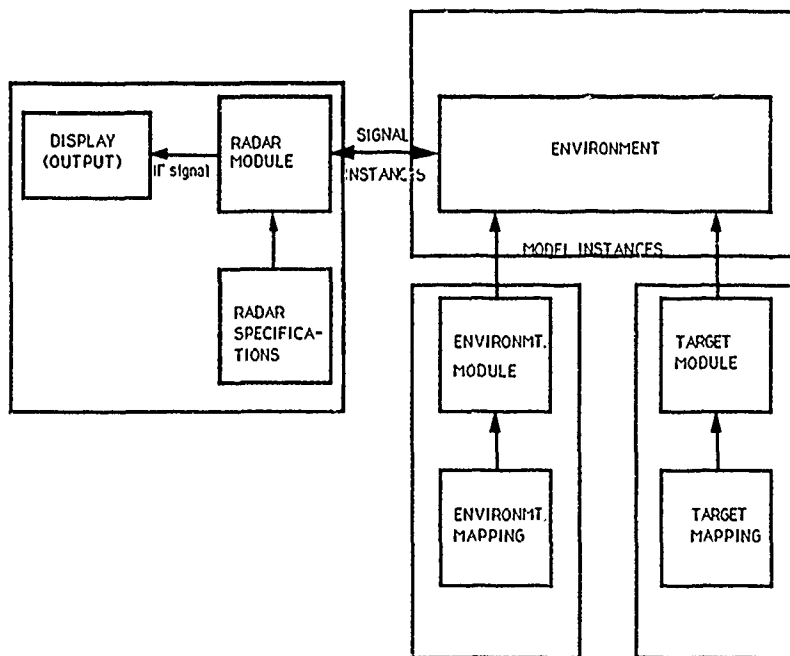 DISPLAY
(OUTPUT)
IF signal
RADAR
MODULE
RADAR
SPECIFICA-
TIONS
SIGNAL
INSTANCES
ENVIRONMENT
MODEL INSTANCES
ENVIRONMT.
MODULE
ENVIRONMT.
MAPPING
TARGET
MODULE
TARGET
MAPPING